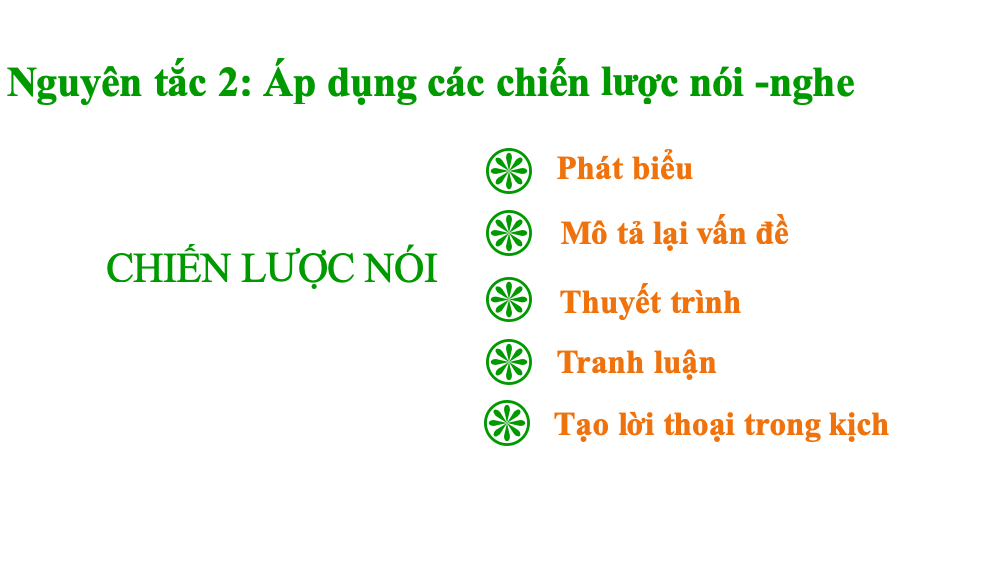 Nguyên tắc 2: Áp dụng các chiến lược nói -nghe
CHIẾN LƯỢC NÓI
Phát biểu
Mô tả lại vấn đề
Thuyết trình
Tranh luận
Tạo lời thoại trong kịch